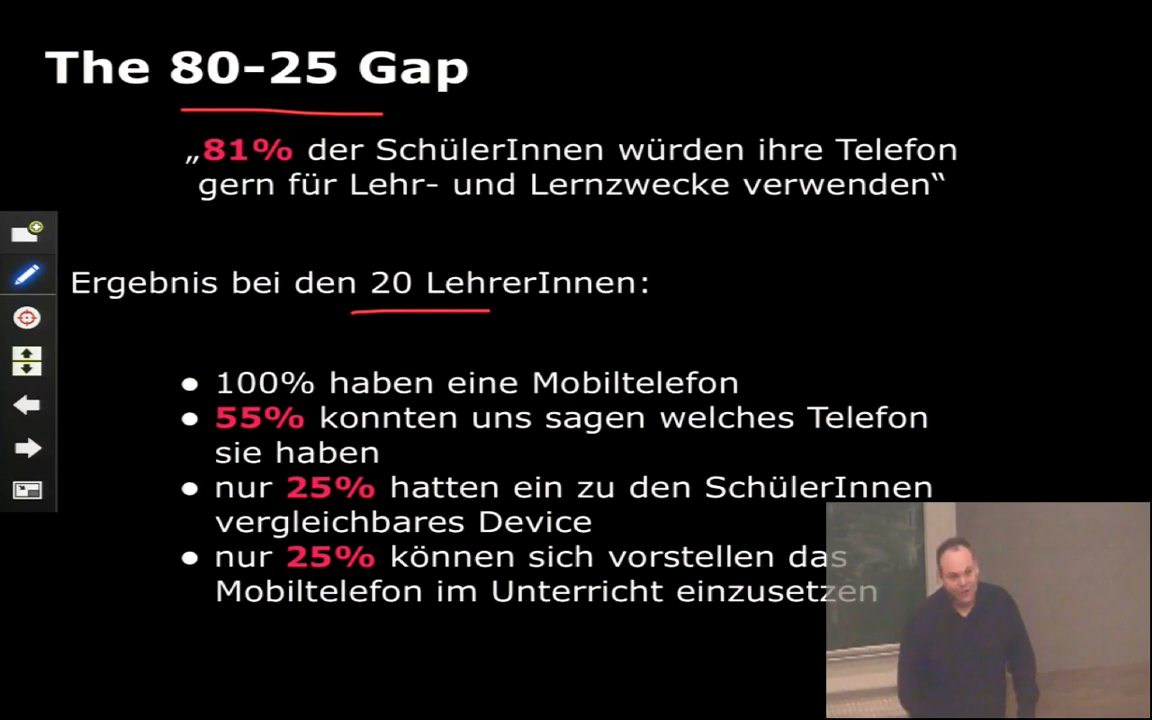 The 80-25 Gap
„81% der SchülerInnen würden ihre Telefon
gern für Lehr- und Lernzwecke verwenden“
Ergebnis bei den 20 LehrerInnen:
● 100% haben eine Mobiltelefon
● 55% konnten uns sagen welches Telefon
sie haben
● nur 25% hatten ein zu den SchülerInnen
vergleichbares Device
● nur 25% können sich vorstellen das
Mobiltelefon im Unterricht einzusetzen